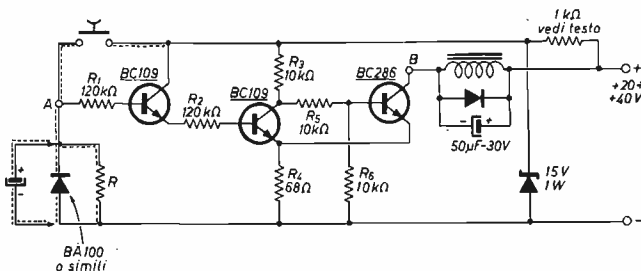 1 kΩ
vedi testo
R1
120kΩ
BC109
R2
120kΩ
BC109
R3
10kΩ
R5
10kΩ
BC286
B
A
+
+20÷
+40V
-
+
50µF-30V
R4
68Ω
R6
10kΩ
15V
1W
+
-
R
-
BA100
o simili